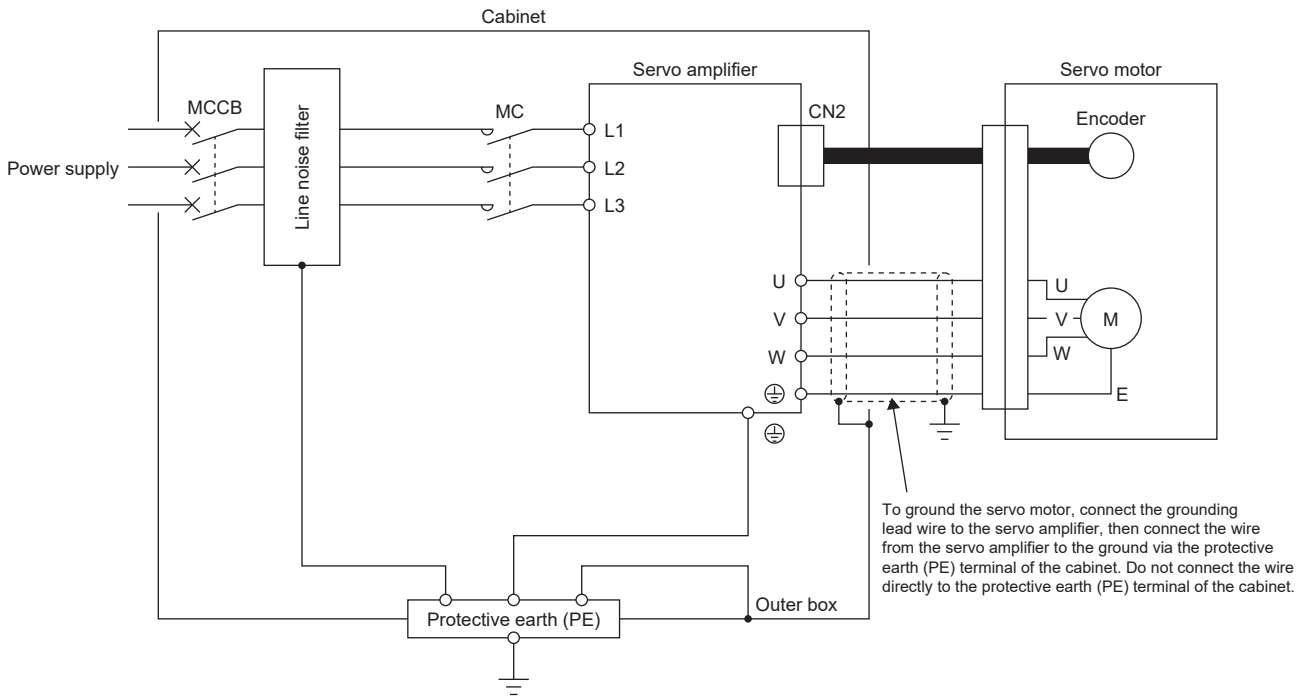 Cabinet
Servo amplifier
Servo motor
MCCB
Line noise filter
MC
CN2
Encoder
L1
Power supply
L2
L3
U
U
V
V
M
W
W
E
To ground the servo motor, connect the grounding
lead wire to the servo amplifier, then connect the wire
from the servo amplifier to the ground via the protective
earth (PE) terminal of the cabinet. Do not connect the wire
directly to the protective earth (PE) terminal of the cabinet.
Outer box
Protective earth (PE)